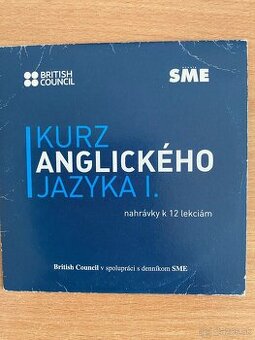 BRITISH
COUNCIL
SME
KURZ
ANGLICKÉHO
JAZYKA I.
nahrávky k 12 lekciám
British Council v spolupráci s denníkom SME